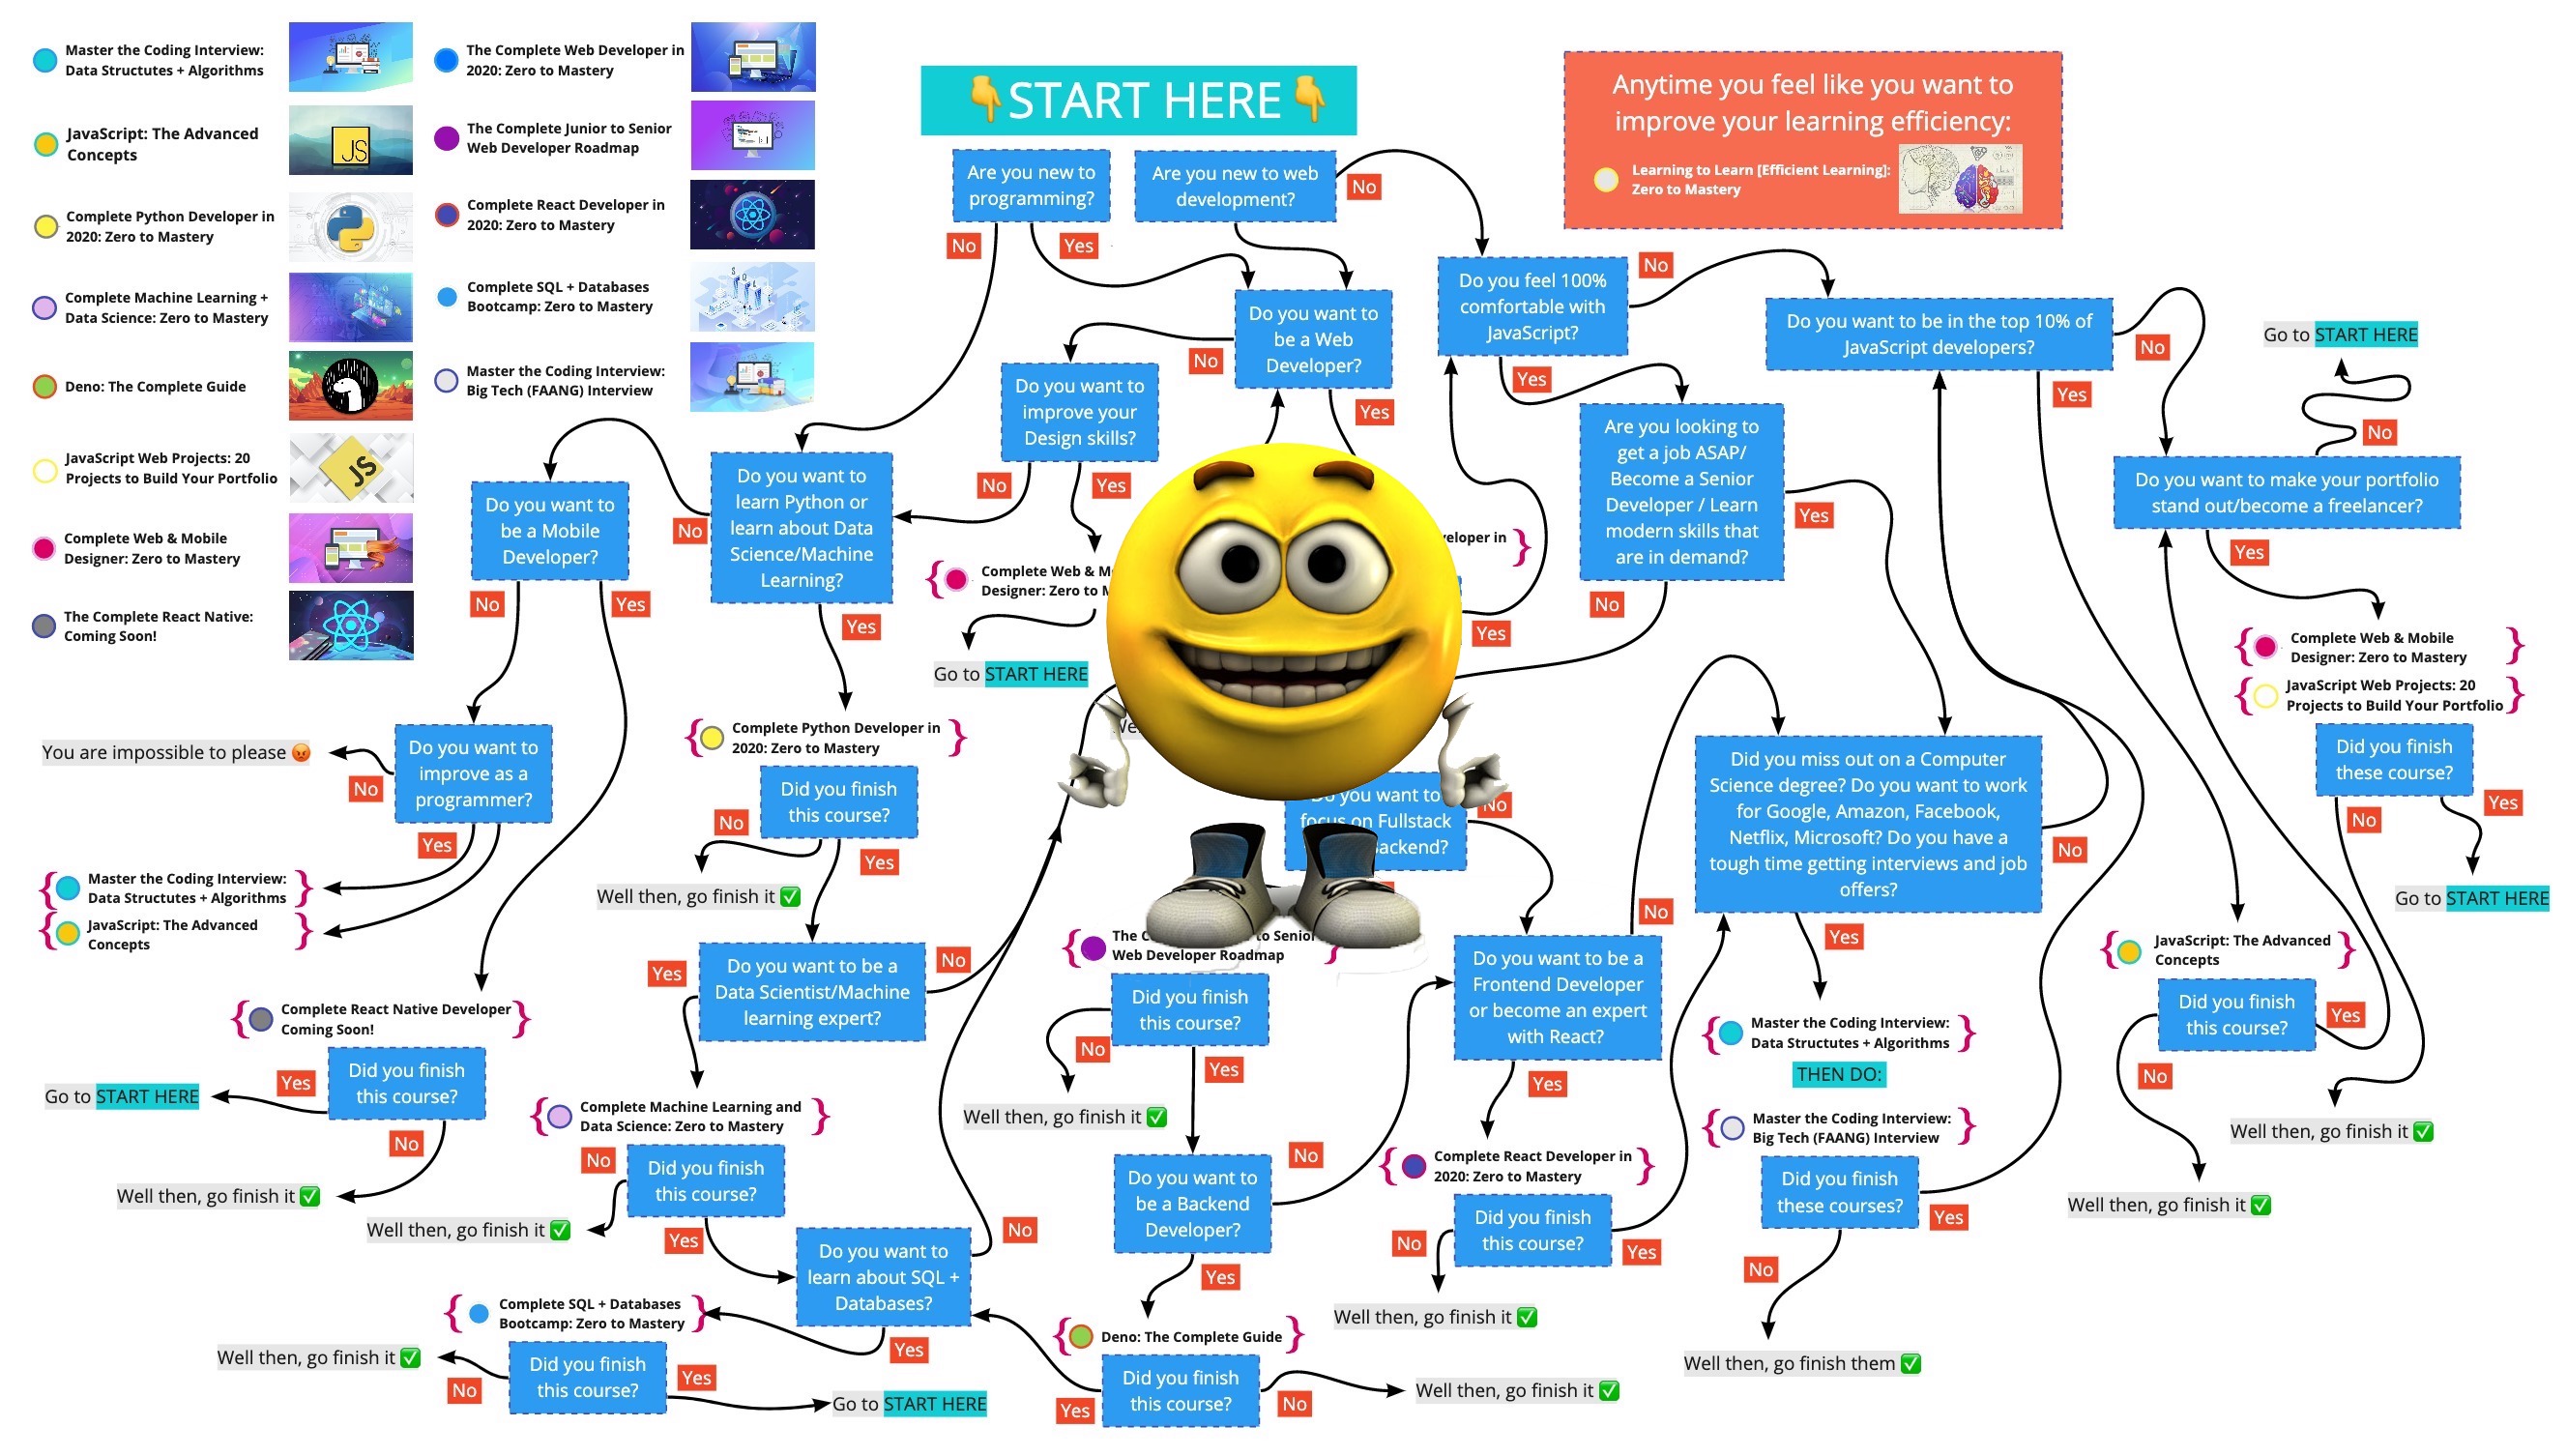 Master the Coding Interview:
Data Structutes + Algorithms
JavaScript: The Advanced
Concepts
JS
Complete Python Developer in
2020: Zero to Mastery
Complete Machine Learning +
Data Science: Zero to Mastery
Deno: The Complete Guide
JavaScript Web Projects: 20
Projects to Build Your Portfolio
JS
Complete Web & Mobile
Designer: Zero to Mastery
The Complete React Native:
Coming Soon!
The Complete Web Developer in
2020: Zero to Mastery
The Complete Junior to Senior
Web Developer Roadmap
Complete React Developer in
2020: Zero to Mastery
Complete SQL + Databases
Bootcamp: Zero to Mastery
SQL
Master the Coding Interview:
Big Tech (FAANG) Interview
START HERE
Anytime you feel like you want to
improve your learning efficiency:
Learning to Learn [Efficient Learning]:
Zero to Mastery
Are you new to
programming?
No
Yes
Are you new to web
development?
No
Do you want to
be a Web
Developer?
No
Yes
Do you feel 100%
comfortable with
JavaScript?
No
Yes
Do you want to be in the top 10% of
JavaScript developers?
No
Yes
Go to START HERE
No
Do you want to make your portfolio
stand out/become a freelancer?
Yes
Do you want to
improve your
Design skills?
No
Yes
Are you looking to
get a job ASAP/
Become a Senior
Developer / Learn
modern skills that
are in demand?
Yes
No
Do you want to
be a Mobile
Developer?
No
Yes
Do you want to
learn Python or
learn about Data
Science/Machine
Learning?
No
Yes
Complete Web &
Designer: Zero to
Go to START HERE
in
Yes
Complete Web & Mobile
Designer: Zero to Mastery
JavaScript Web Projects: 20
Projects to Build Your Portfolio
Did you finish
these course?
No
Yes
Go to START HERE
You are impossible to please 😡
Do you want to
improve as a
programmer?
No
Yes
Master the Coding Interview:
Data Structutes + Algorithms
JavaScript: The Advanced
Concepts
Complete Python Developer in
2020: Zero to Mastery
Did you finish
this course?
No
Yes
Well then, go finish it ✅
Do you want to
focus on Fullstack
No
Did you miss out on a Computer
Science degree? Do you want to work
for Google, Amazon, Facebook,
Netflix, Microsoft? Do you have a
tough time getting interviews and job
offers?
No
Yes
Do you want to be a
Data Scientist/Machine
learning expert?
Yes
No
The to Senior
Web Developer Roadmap
Did you finish
this course?
No
Yes
Well then, go finish it ✅
Do you want to be a
Frontend Developer
or become an expert
with React?
No
Yes
JavaScript: The Advanced
Concepts
Did you finish
this course?
Yes
No
Well then, go finish it ✅
Well then, go finish it ✅
Complete React Native Developer
Coming Soon!
Did you finish
this course?
Yes
No
Go to START HERE
Well then, go finish it ✅
Complete Machine Learning and
Data Science: Zero to Mastery
Did you finish
this course?
No
Yes
Well then, go finish it ✅
Master the Coding Interview:
Data Structutes + Algorithms
THEN DO:
Master the Coding Interview:
Big Tech (FAANG) Interview
Did you finish
these courses?
Yes
No
Well then, go finish them ✅
Do you want to
be a Backend
Developer?
No
Yes
Complete React Developer in
2020: Zero to Mastery
Did you finish
this course?
No
Yes
Well then, go finish it ✅
Do you want to
learn about SQL +
Databases?
No
Yes
Complete SQL + Databases
Bootcamp: Zero to Mastery
Did you finish
this course?
No
Yes
Well then, go finish it ✅
Go to START HERE
Deno: The Complete Guide
Did you finish
this course?
Yes
No
Well then, go finish it ✅